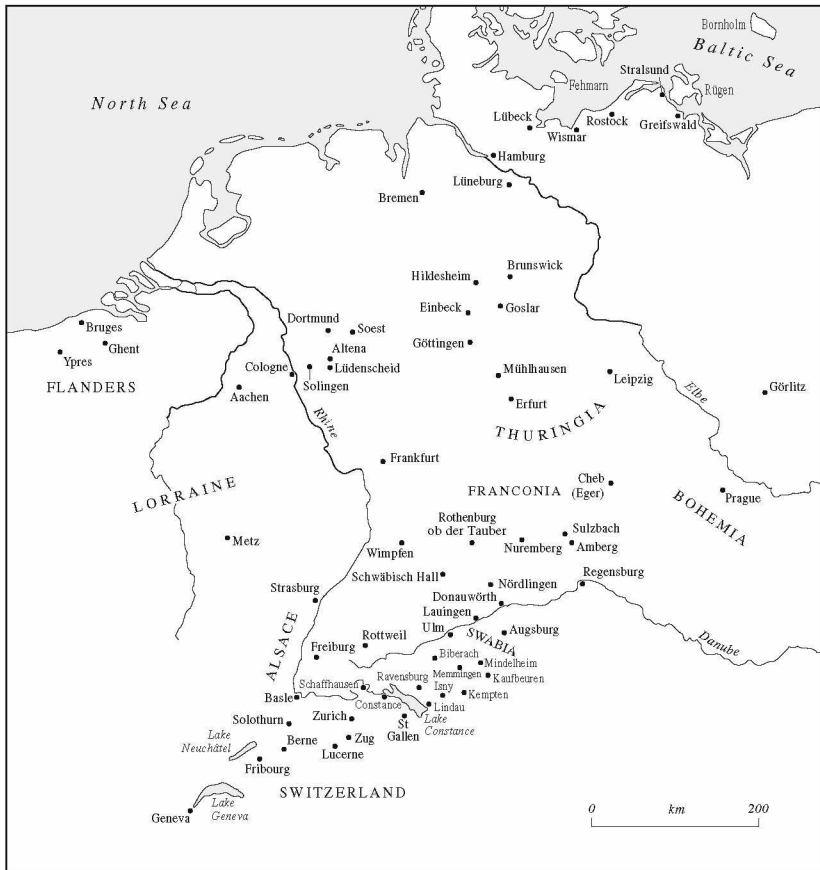 Bornholm
Baltic Sea
North Sea
Stralsund
Fehmarn
Rügen
Lübeck
Rostock
Wismar
Greifswald
Hamburg
Lüneburg
Bremen
Hildesheim
Brunswick
Einbeck
Goslar
Dortmund
Soest
Göttingen
Bruges
Ghent
Ypres
Altena
Cologne
Lüdenscheid
Solingen
Mühlhausen
Leipzig
FLANDERS
Aachen
Elbe
Görlitz
Rhine
Erfurt
THURINGIA
Frankfurt
LORRAINE
Cheb
(Eger)
FRANCONIA
Prague
BOHEMIA
Rothenburg
ob der Tauber
Sulzbach
Metz
Wimpfen
Nuremberg
Amberg
Schwäbisch Hall
Nördlingen
Regensburg
Strasburg
Donauwörth
Lauingen
Ulm
SWABIA
Augsburg
Danube
ALSACE
Rottweil
Freiburg
Biberach
Mindelheim
Memmingen
Kaufbeuren
Schaffhausen
Ravensburg
Isny
Kempten
Basle
Constance
Lindau
Lake
Constance
Solothurn
Zurich
St
Gallen
Lake
Neuchâtel
Berne
Zug
Lucerne
Fribourg
SWITZERLAND
Lake
Geneva
Geneva
0 km 200